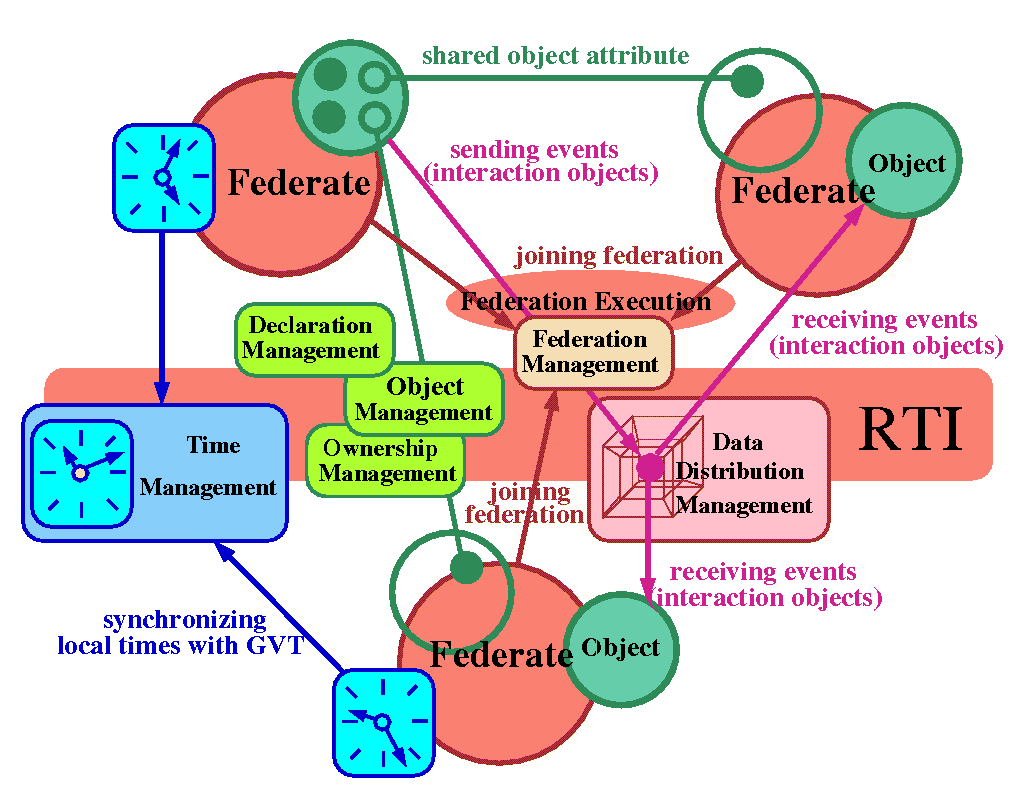 shared object attribute
sending events
(interaction objects)
Object
Federate
Federate
joining federation
Federation Execution
Declaration
Management
Federation
Management
receiving events
(interaction objects)
Object
Management
RTI
Time
Management
Ownership
Management
Data
Distribution
Management
joining
federation
receiving events
(interaction objects)
synchronizing
local times with GVT
Federate
Object